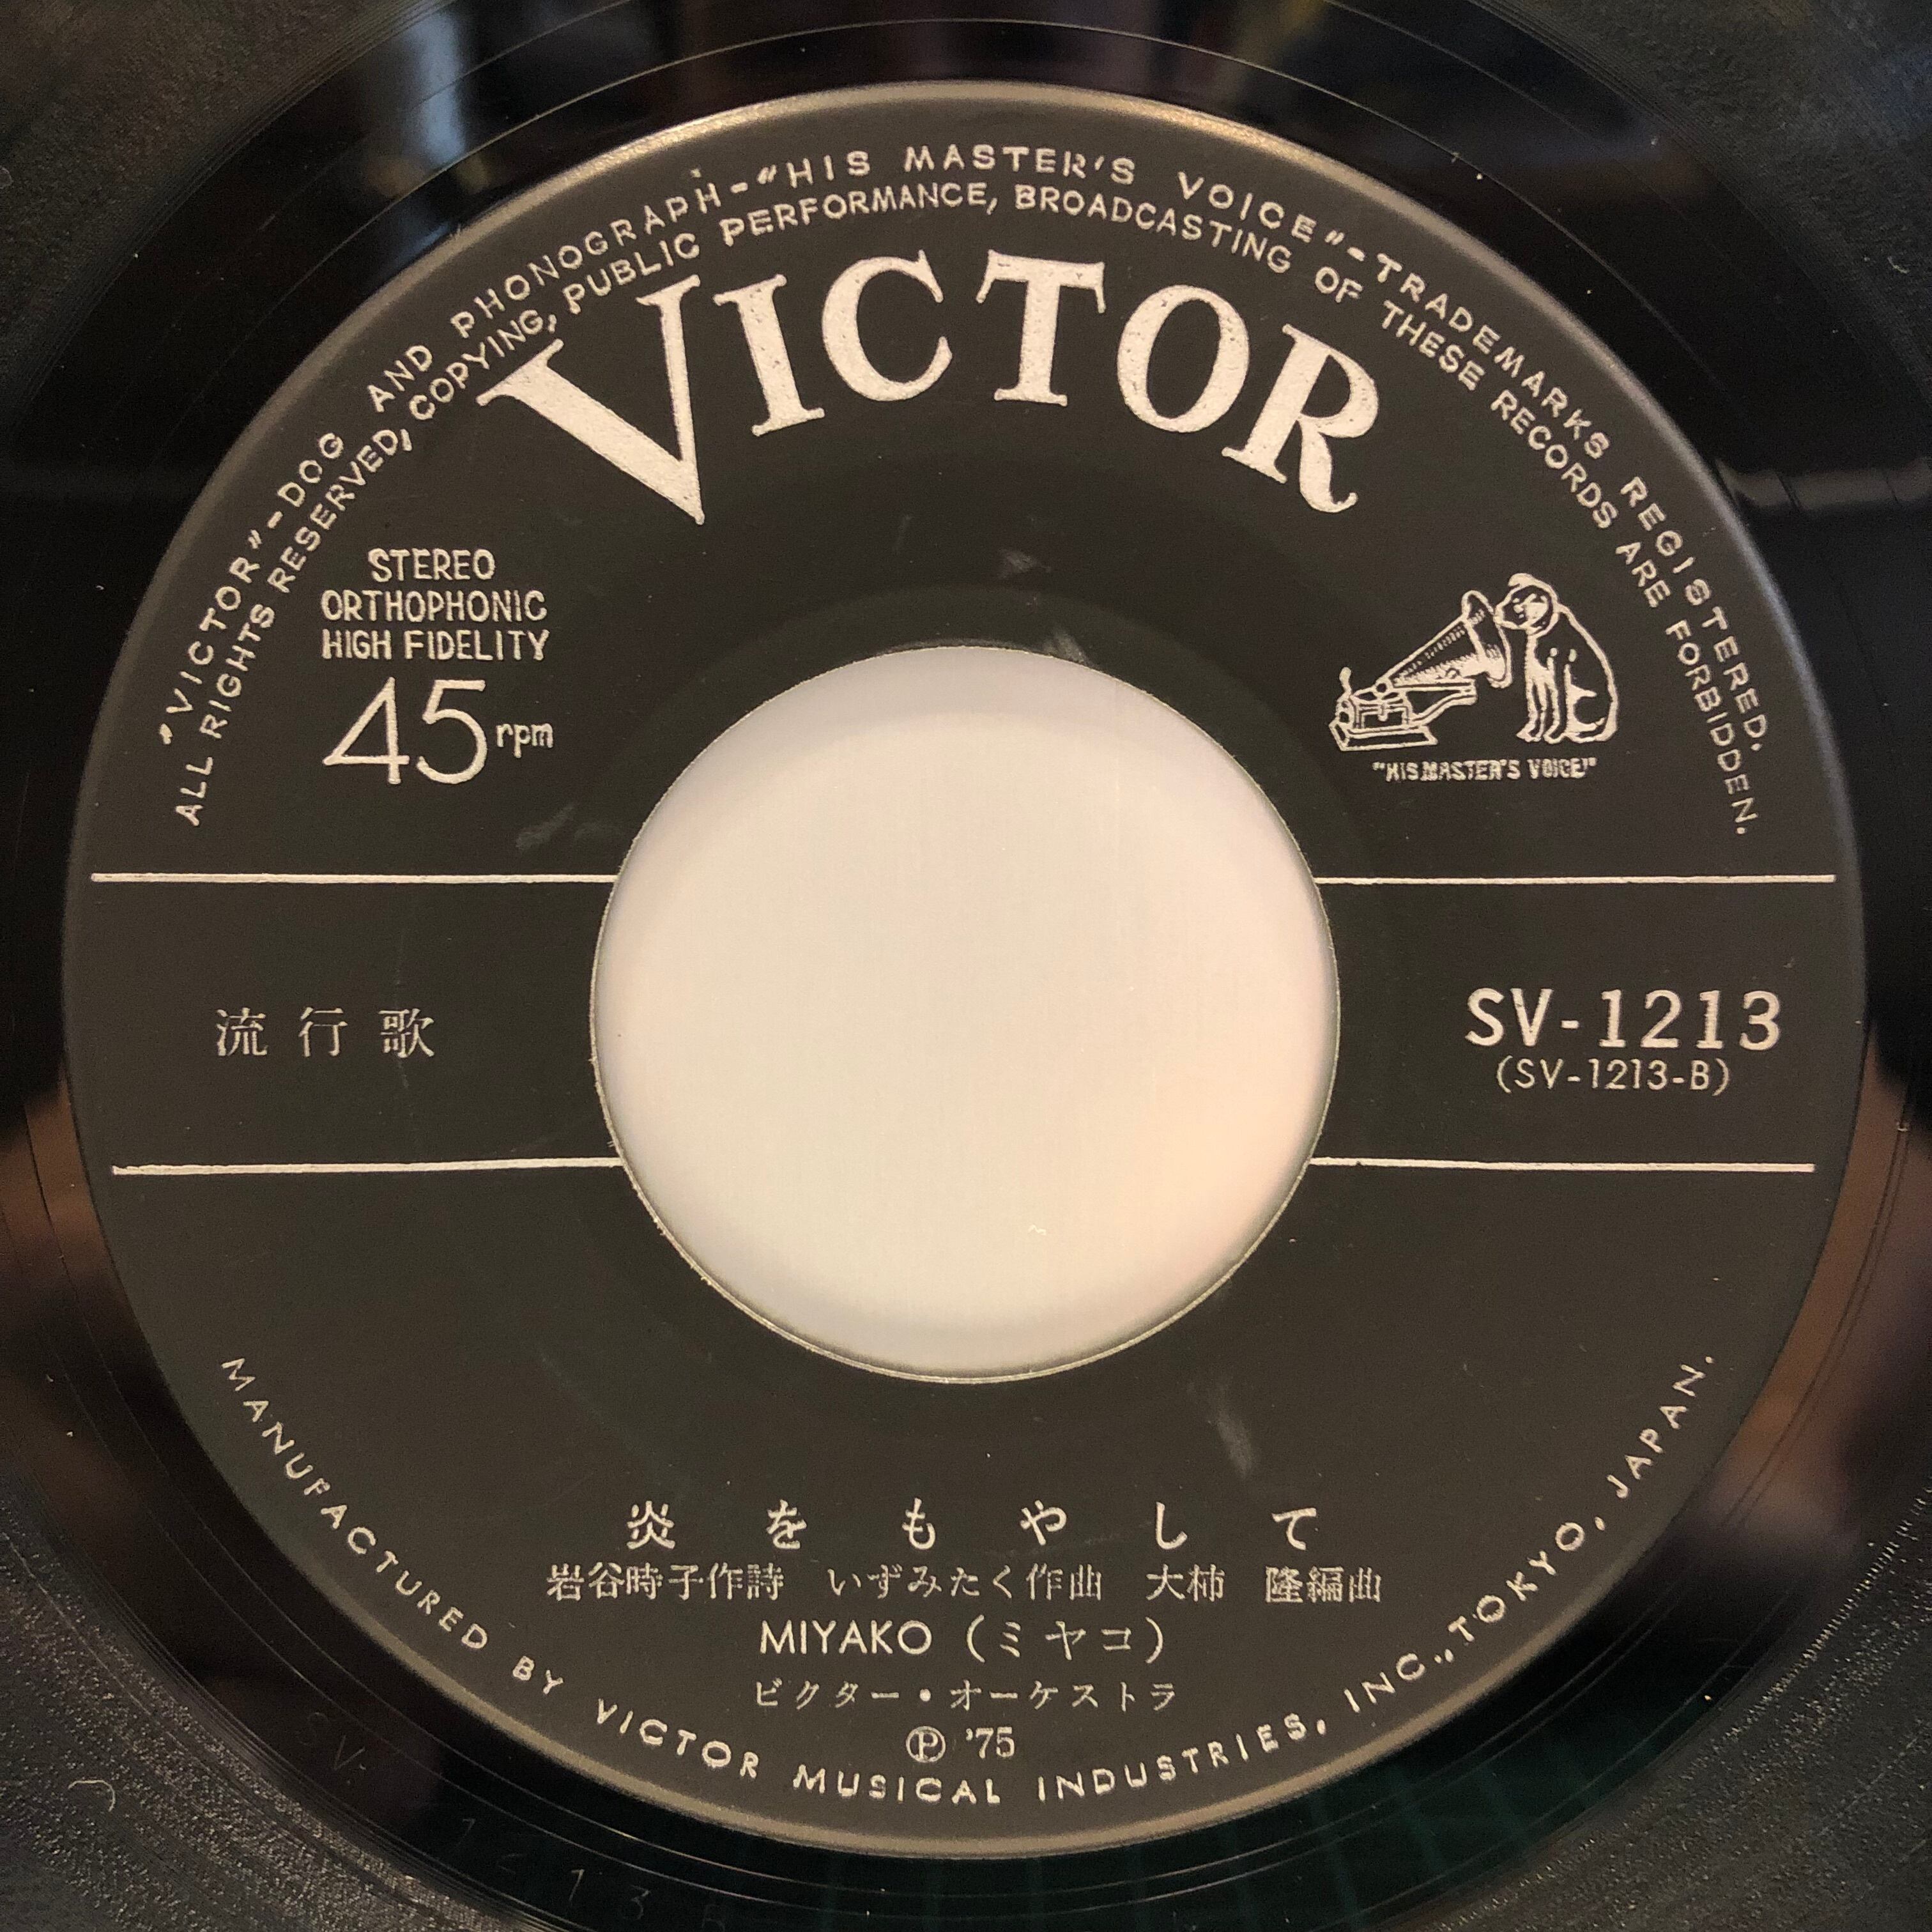 "VICTOR"-DOG AND PHONOGRAPH-"HIS MASTER'S VOICE"-TRADEMARKS REGISTERED.
ALL RIGHTS RESERVED, COPYING, PUBLIC PERFORMANCE, BROADCASTING OF THESE RECORDS ARE FORBIDDEN.
VICTOR
STEREO
ORTHOPHONIC
HIGH FIDELITY
45 rpm
"HIS MASTER'S VOICE"
流行歌
SV-1213
(SV-1213-B)
炎をもやして
岩谷時子作詩 いずみたく作曲 大柿 隆編曲
MIYAKO (ミヤコ)
ビクター・オーケストラ
Ⓟ '75
MANUFACTURED BY VICTOR MUSICAL INDUSTRIES, INC., TOKYO, JAPAN.